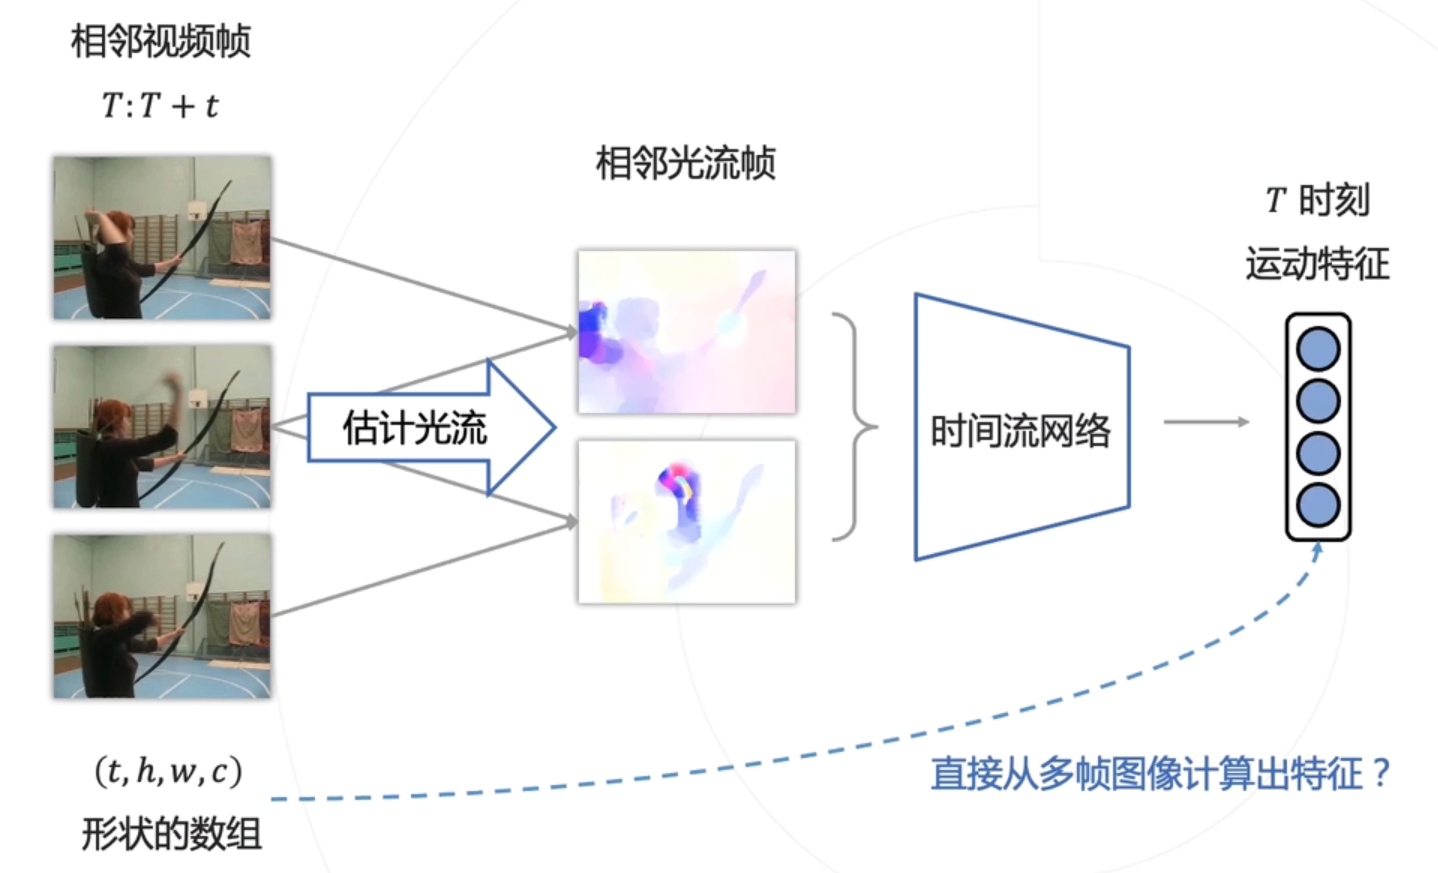 相邻视频帧
T:T + t
相邻光流帧
T 时刻
运动特征
估计光流
时间流网络
(t, h, w, c)
形状的数组
直接从多帧图像计算出特征？